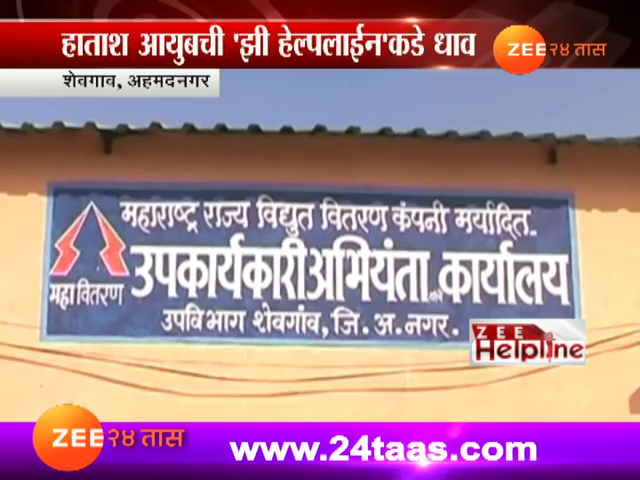 हाताश आयुबची 'झी हेल्पलाईन'कडे धाव
ZEE २४ तास
शेवगाव, अहमदनगर
महाराष्ट्र राज्य विद्युत वितरण कंपनी मर्यादित..
महा वितरण
उपकार्यकारी अभियंता कार्यालय
उपविभाग शेवगांव, जि. अ. नगर.
ZEE
Helpline
ZEE २४ तास
www.24taas.com